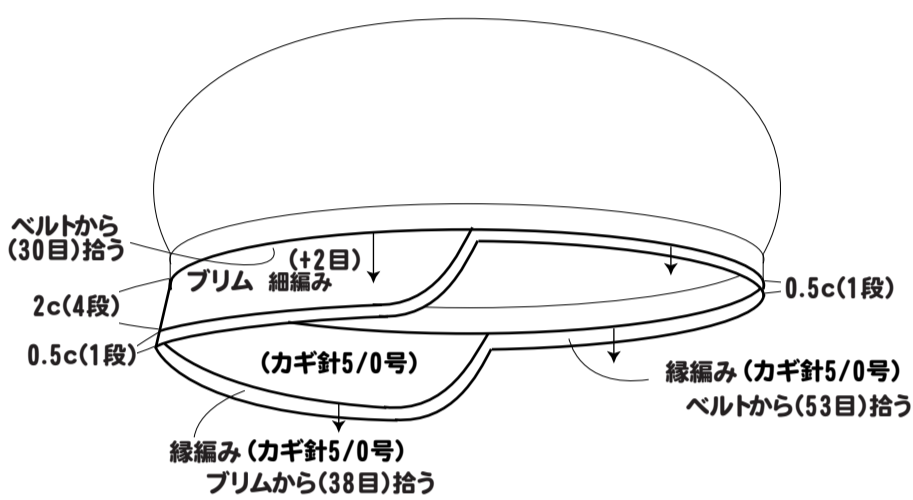 ベルトから
(30目)拾う
(+2目)
ブリム 細編み
2c(4段)
0.5c(1段)
0.5c(1段)
(カギ針5/0号)
縁編み(カギ針5/0号)
ベルトから(53目)拾う
縁編み(カギ針5/0号)
ブリムから(38目)拾う